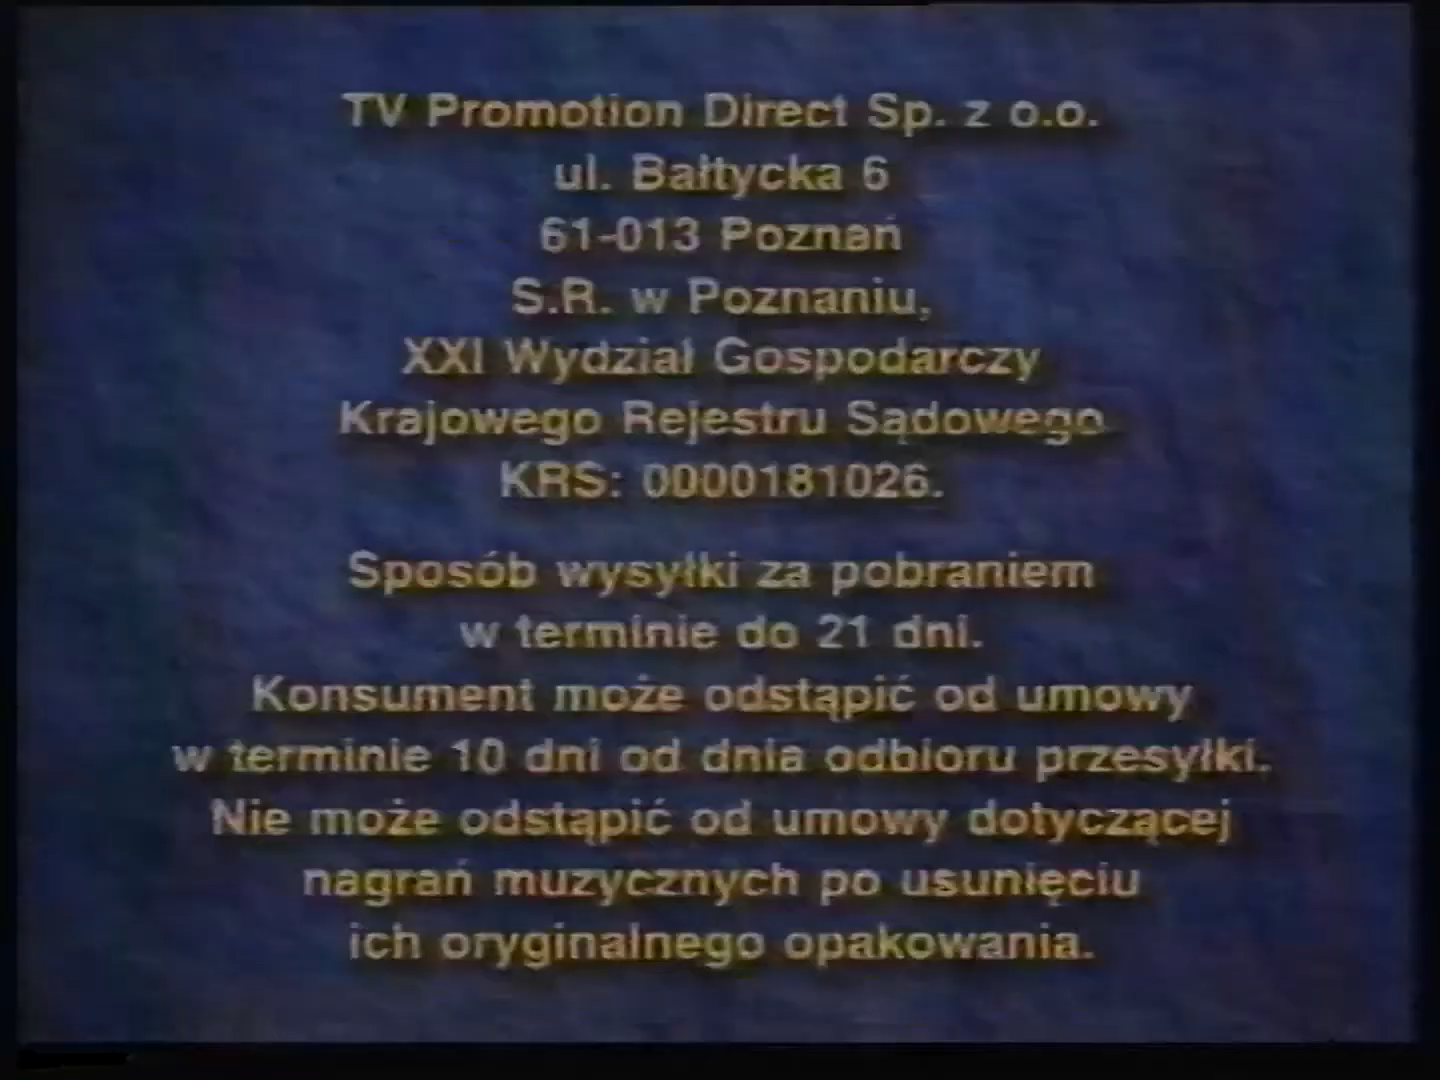 TV Promotion Direct Sp. z o.o.
ul. Bałtycka 6
61-013 Poznań
S.R. w Poznaniu,
XXI Wydział Gospodarczy
Krajowego Rejestru Sądowego
KRS: 0000181026.
Sposób wysyłki za pobraniem
w terminie do 21 dni.
Konsument może odstąpić od umowy
w terminie 10 dni od dnia odbioru przesyłki.
Nie może odstąpić od umowy dotyczącej
nagrań muzycznych po usunięciu
ich oryginalnego opakowania.